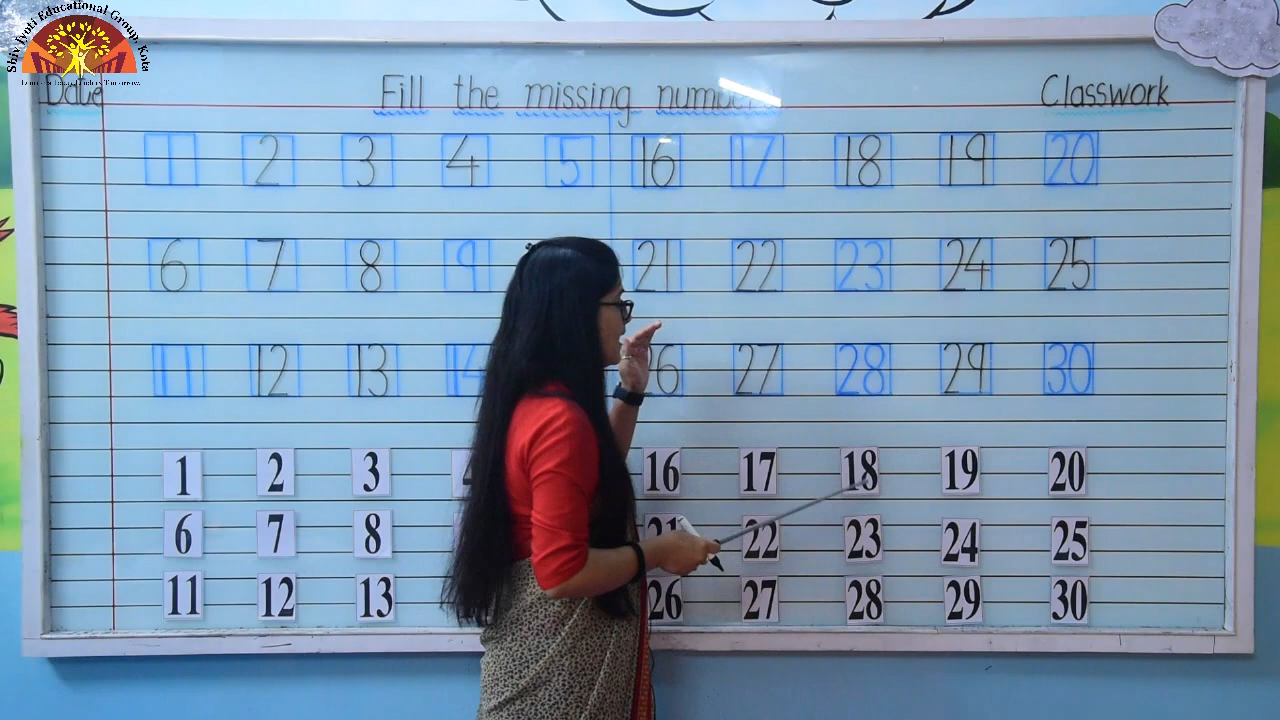 Shiv Jyoti Educational Group, Kota
Date Fill the missing Classwork
1 2 3 4 5 16 17 18 19 20
6 7 8 9 21 22 23 24 25
11 12 13 14 26 27 28 29 30
1 2 3 16 17 18 19 20
6 7 8 21 22 23 24 25
11 12 13 26 27 28 29 30